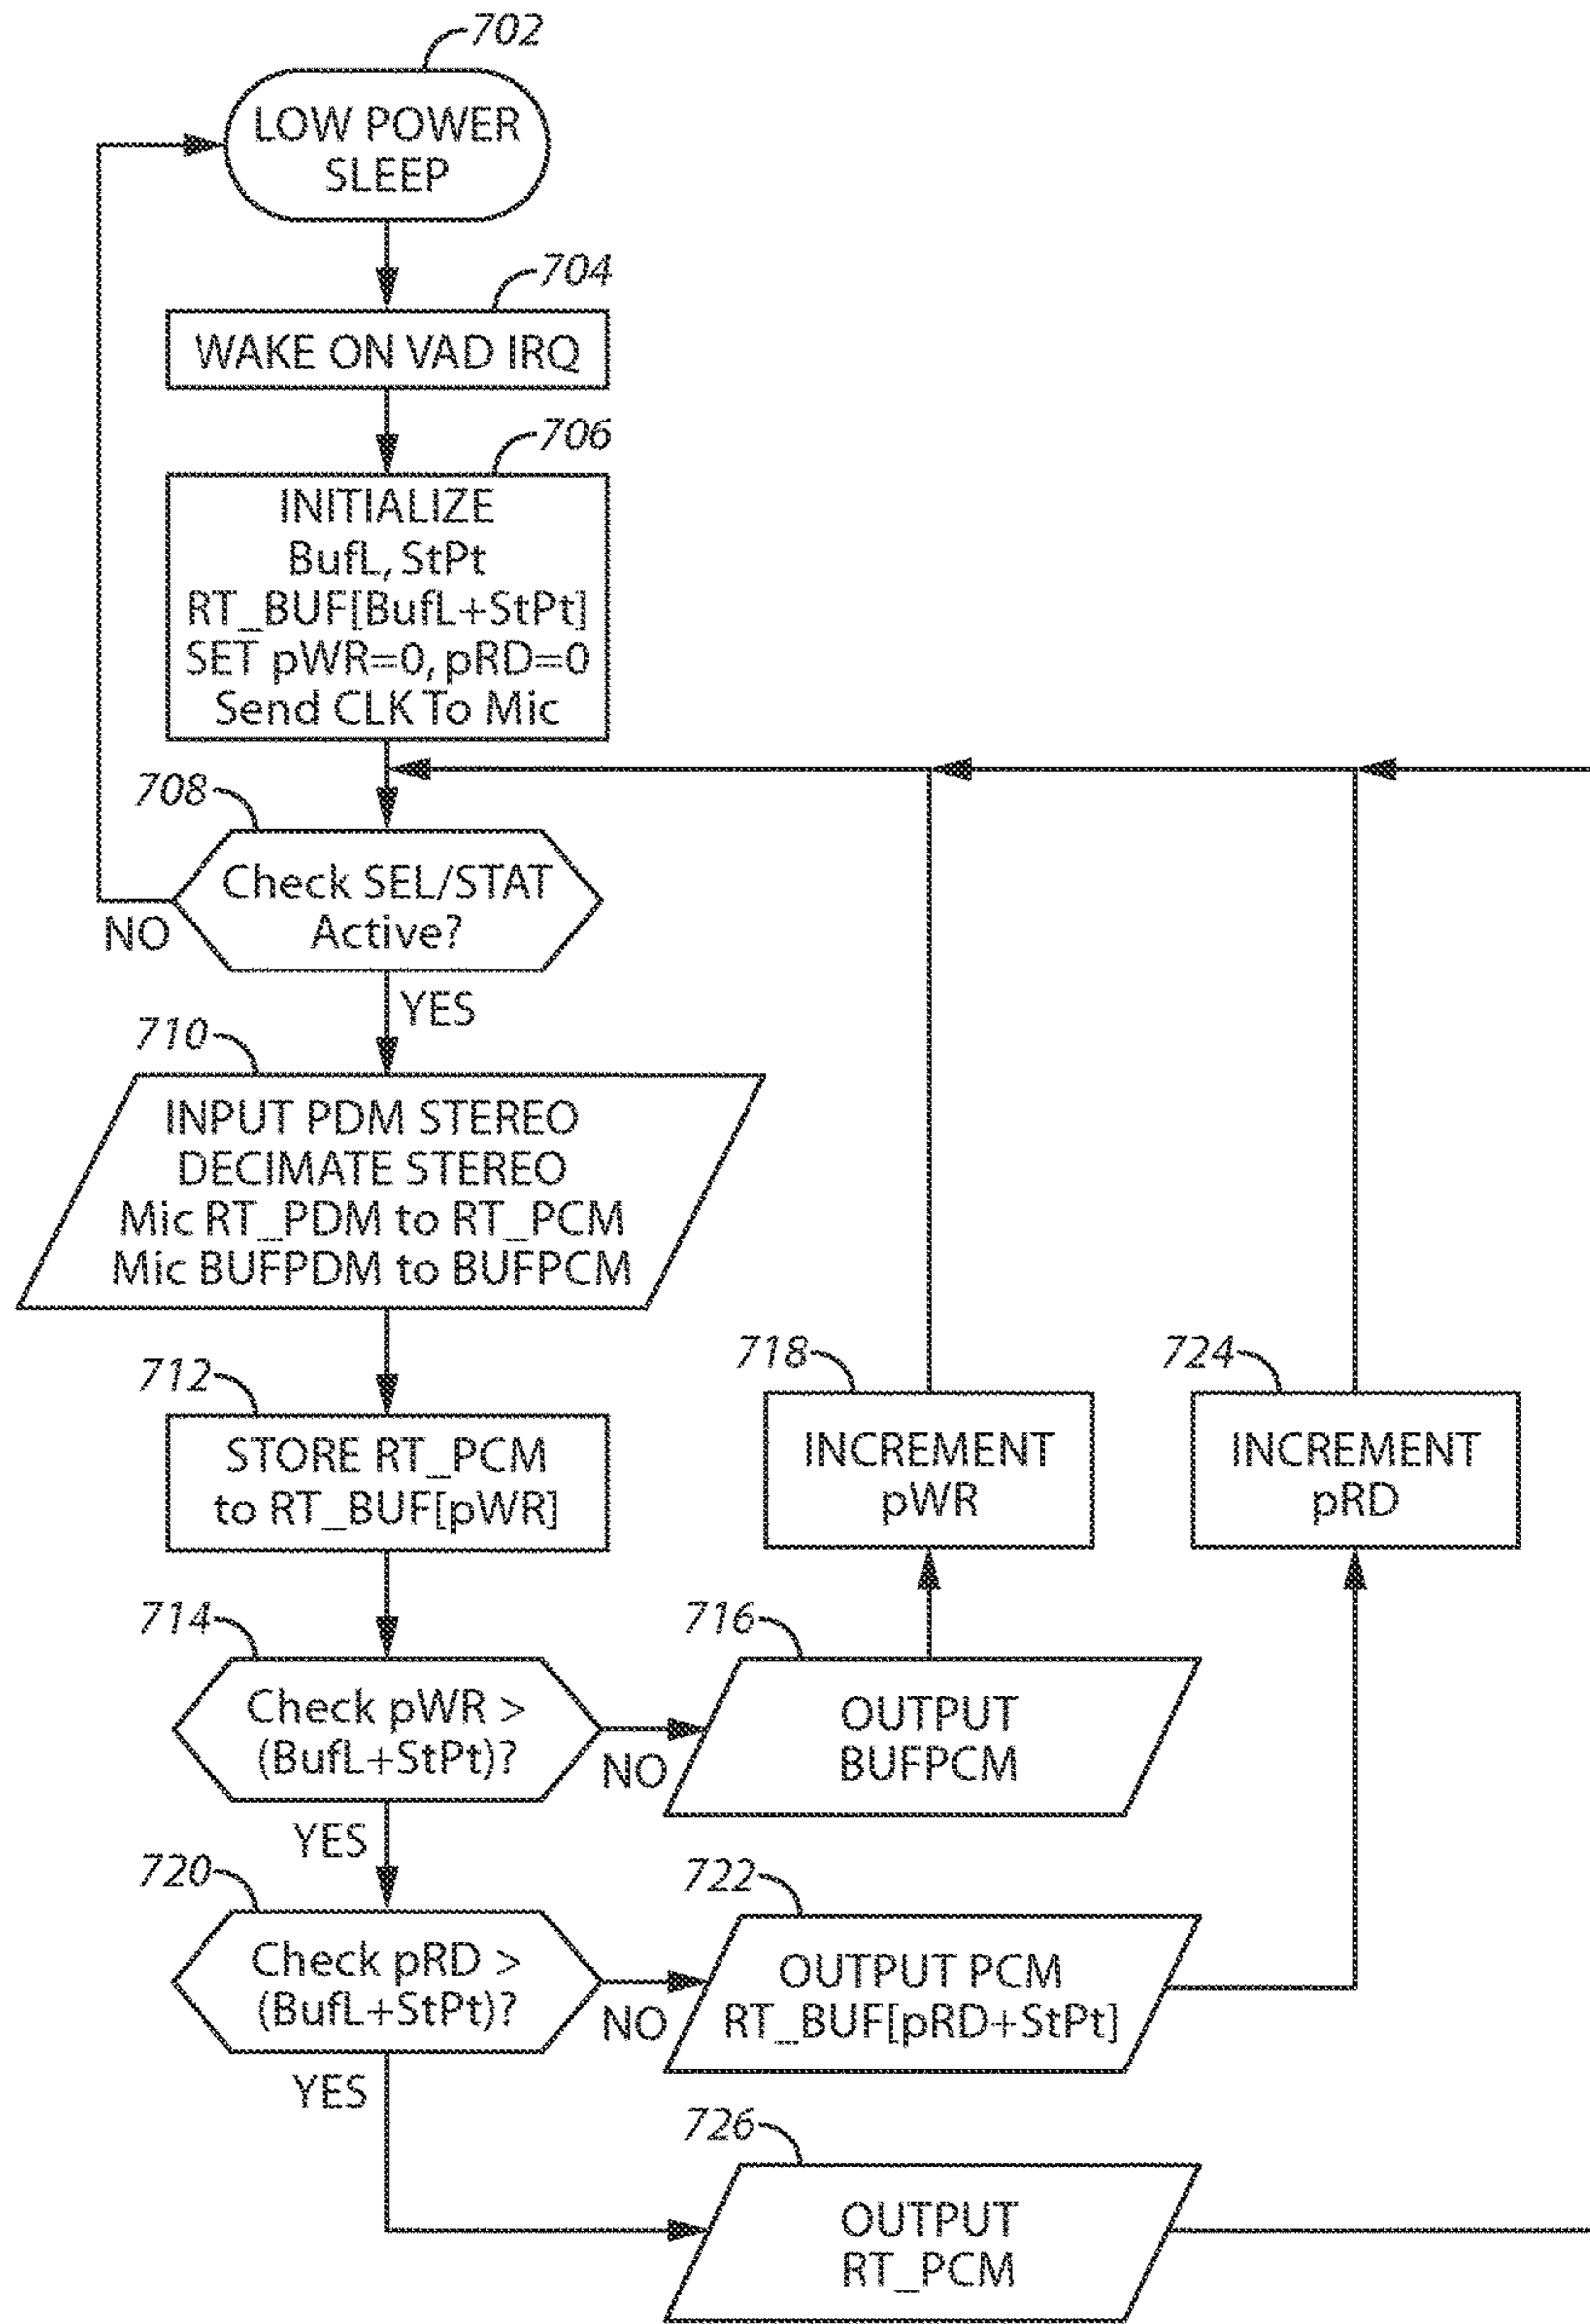 702
LOW POWER
SLEEP
704
WAKE ON VAD IRQ
706
INITIALIZE
BufL, StPt
RT_BUF[BufL+StPt]
SET pWR=0, pRD=0
Send CLK To Mic
708
Check SEL/STAT
Active?
NO
YES
710
INPUT PDM STEREO
DECIMATE STEREO
Mic RT_PDM to RT_PCM
Mic BUFPDM to BUFPCM
712
STORE RT_PCM
to RT_BUF[pWR]
718
INCREMENT
pWR
724
INCREMENT
pRD
714
Check pWR >
(BufL+StPt)?
NO
YES
716
OUTPUT
BUFPCM
720
Check pRD >
(BufL+StPt)?
NO
YES
722
OUTPUT PCM
RT_BUF[pRD+StPt]
726
OUTPUT
RT_PCM